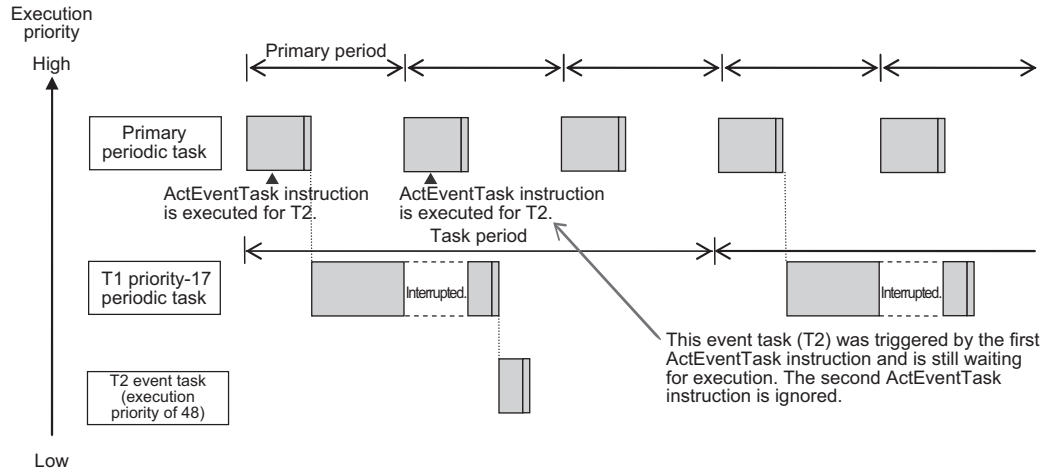 Execution
priority
High
Primary period
Primary
periodic task
ActEventTask instruction
is executed for T2.
ActEventTask instruction
is executed for T2.
Task period
T1 priority-17
periodic task
Interrupted.
Interrupted.
This event task (T2) was triggered by the first
ActEventTask instruction and is still waiting
for execution. The second ActEventTask
instruction is ignored.
T2 event task
(execution
priority of 48)
Low